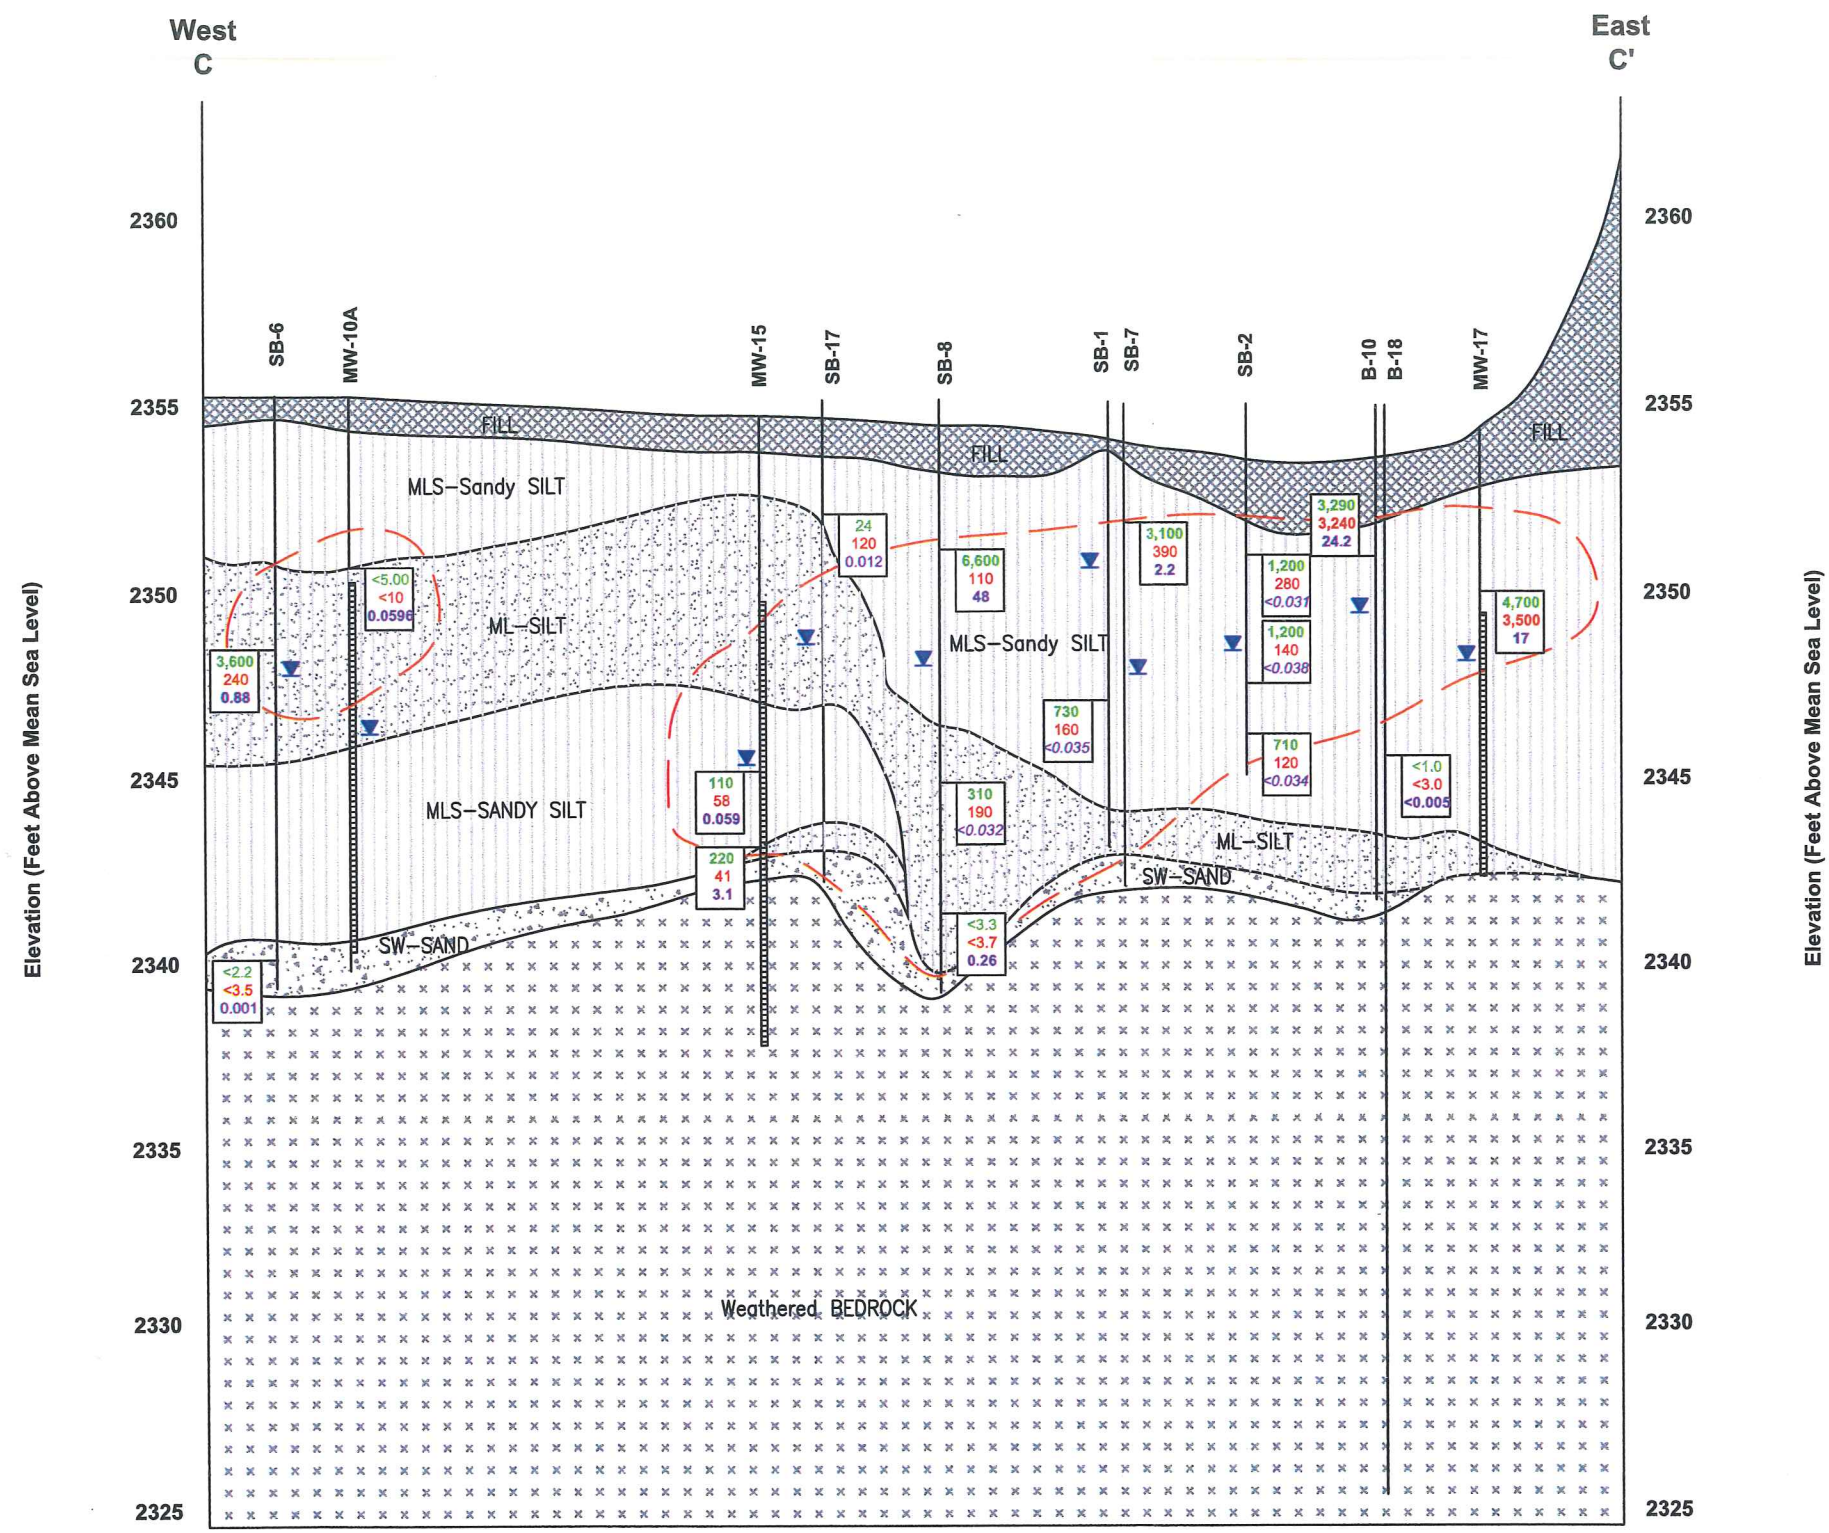 West
C
East
C'
2360
2360
SB-6
MW-10A
MW-15
SB-17
SB-8
SB-1
SB-7
SB-2
B-10
B-18
MW-17
2355
2355
FILL
FILL
FILL
MLS-Sandy SILT
3,290
3,240
24.2
24
120
0.012
3,100
390
2.2
6,600
110
48
1,200
280
<0.031
<5.00
<10
0.0596
2350
2350
4,700
3,500
17
ML-SILT
1,200
140
<0.038
MLS-Sandy SILT
3,600
240
0.88
730
160
<0.035
710
120
<0.034
<1.0
<3.0
<0.005
2345
2345
110
58
0.059
310
190
<0.032
MLS-SANDY SILT
ML-SILT
220
41
3.1
SW-SAND
<3.3
<3.7
0.26
SW-SAND
2340
2340
<2.2
<3.5
0.001
Elevation (Feet Above Mean Sea Level)
Elevation (Feet Above Mean Sea Level)
2335
2335
Weathered BEDROCK
2330
2330
2325
2325